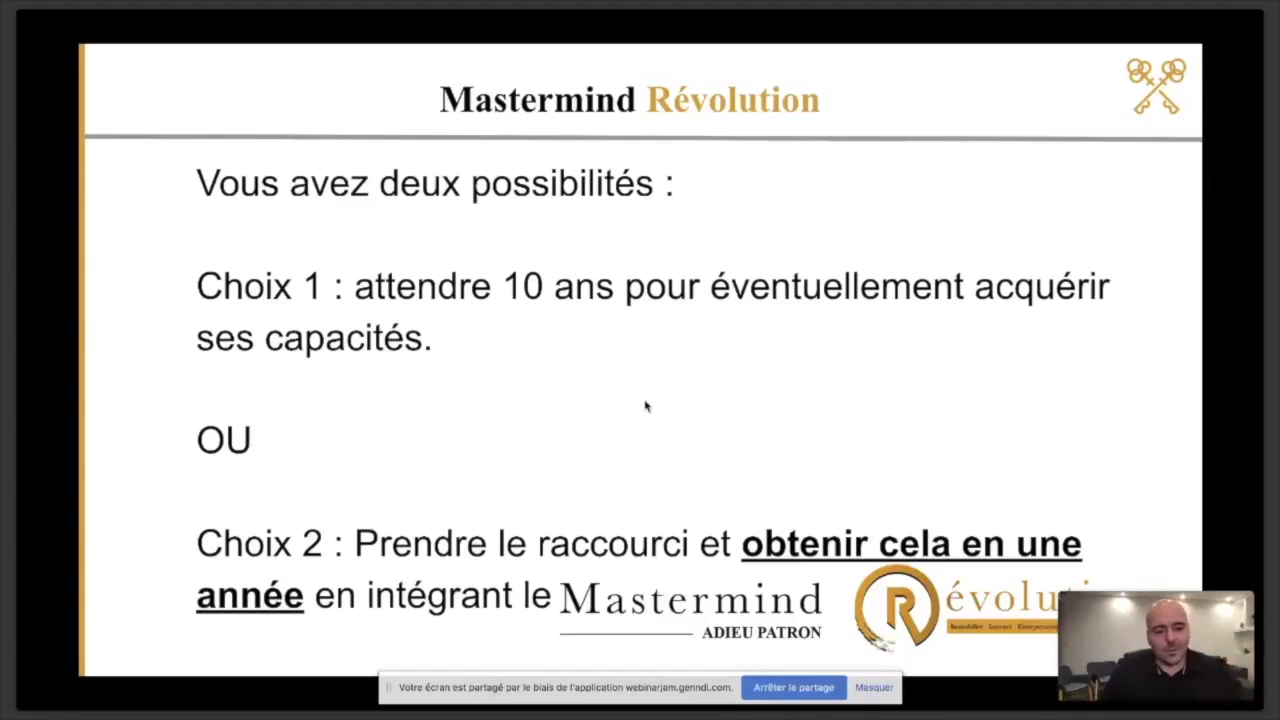 Mastermind Révolution
Vous avez deux possibilités :
Choix 1 : attendre 10 ans pour éventuellement acquérir
ses capacités.
OU
Choix 2 : Prendre le raccourci et obtenir cela en une
année en intégrant le Mastermind
ADIEU PATRON
R
Immobilier Internet
Votre écran est partagé par le biais de l'application webinarjam.genndi.com.
Arrêter le partage
Masquer